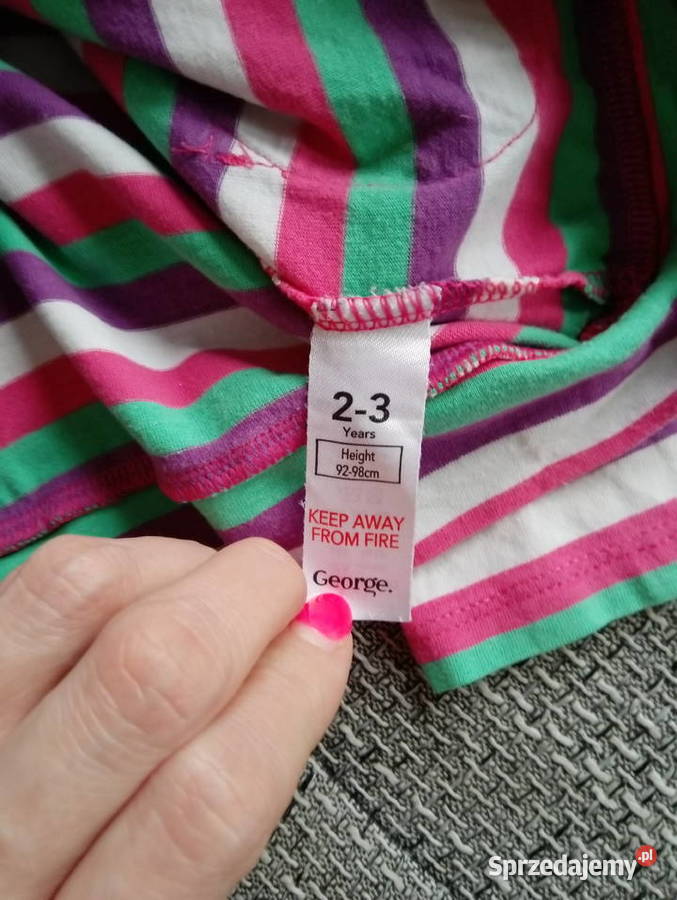 2-3
Years
Height
92-98cm
KEEP AWAY
FROM FIRE
George.
Sprzedajemy.pl